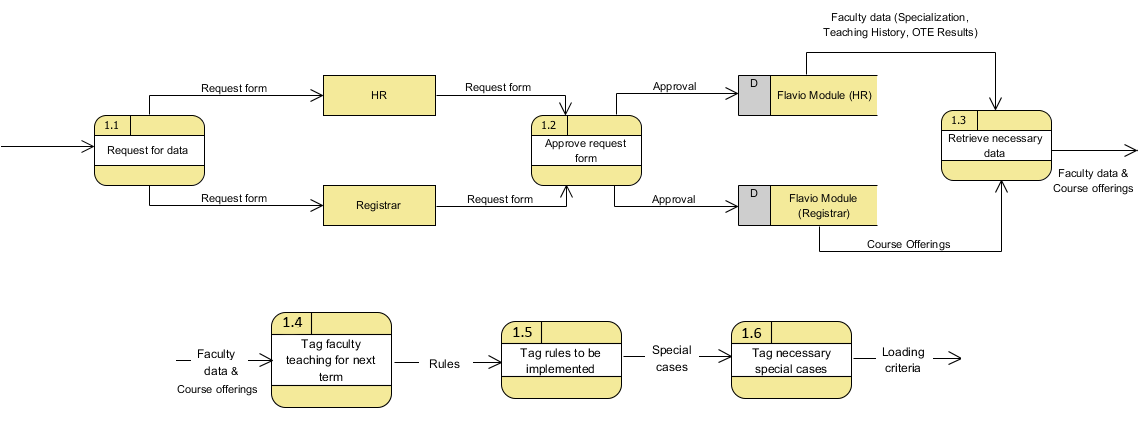 Faculty data (Specialization,
Teaching History, OTE Results)
Request form
HR
Request form
Approval
D
Flavio Module (HR)
1.1
Request for data
1.2
Approve request
form
1.3
Retrieve necessary
data
Faculty data &
Course offerings
Request form
Registrar
Request form
Approval
D
Flavio Module
(Registrar)
Course Offerings
Faculty
data &
Course offerings
1.4
Tag faculty
teaching for next
term
Rules
1.5
Tag rules to be
implemented
Special
cases
1.6
Tag necessary
special cases
Loading
criteria